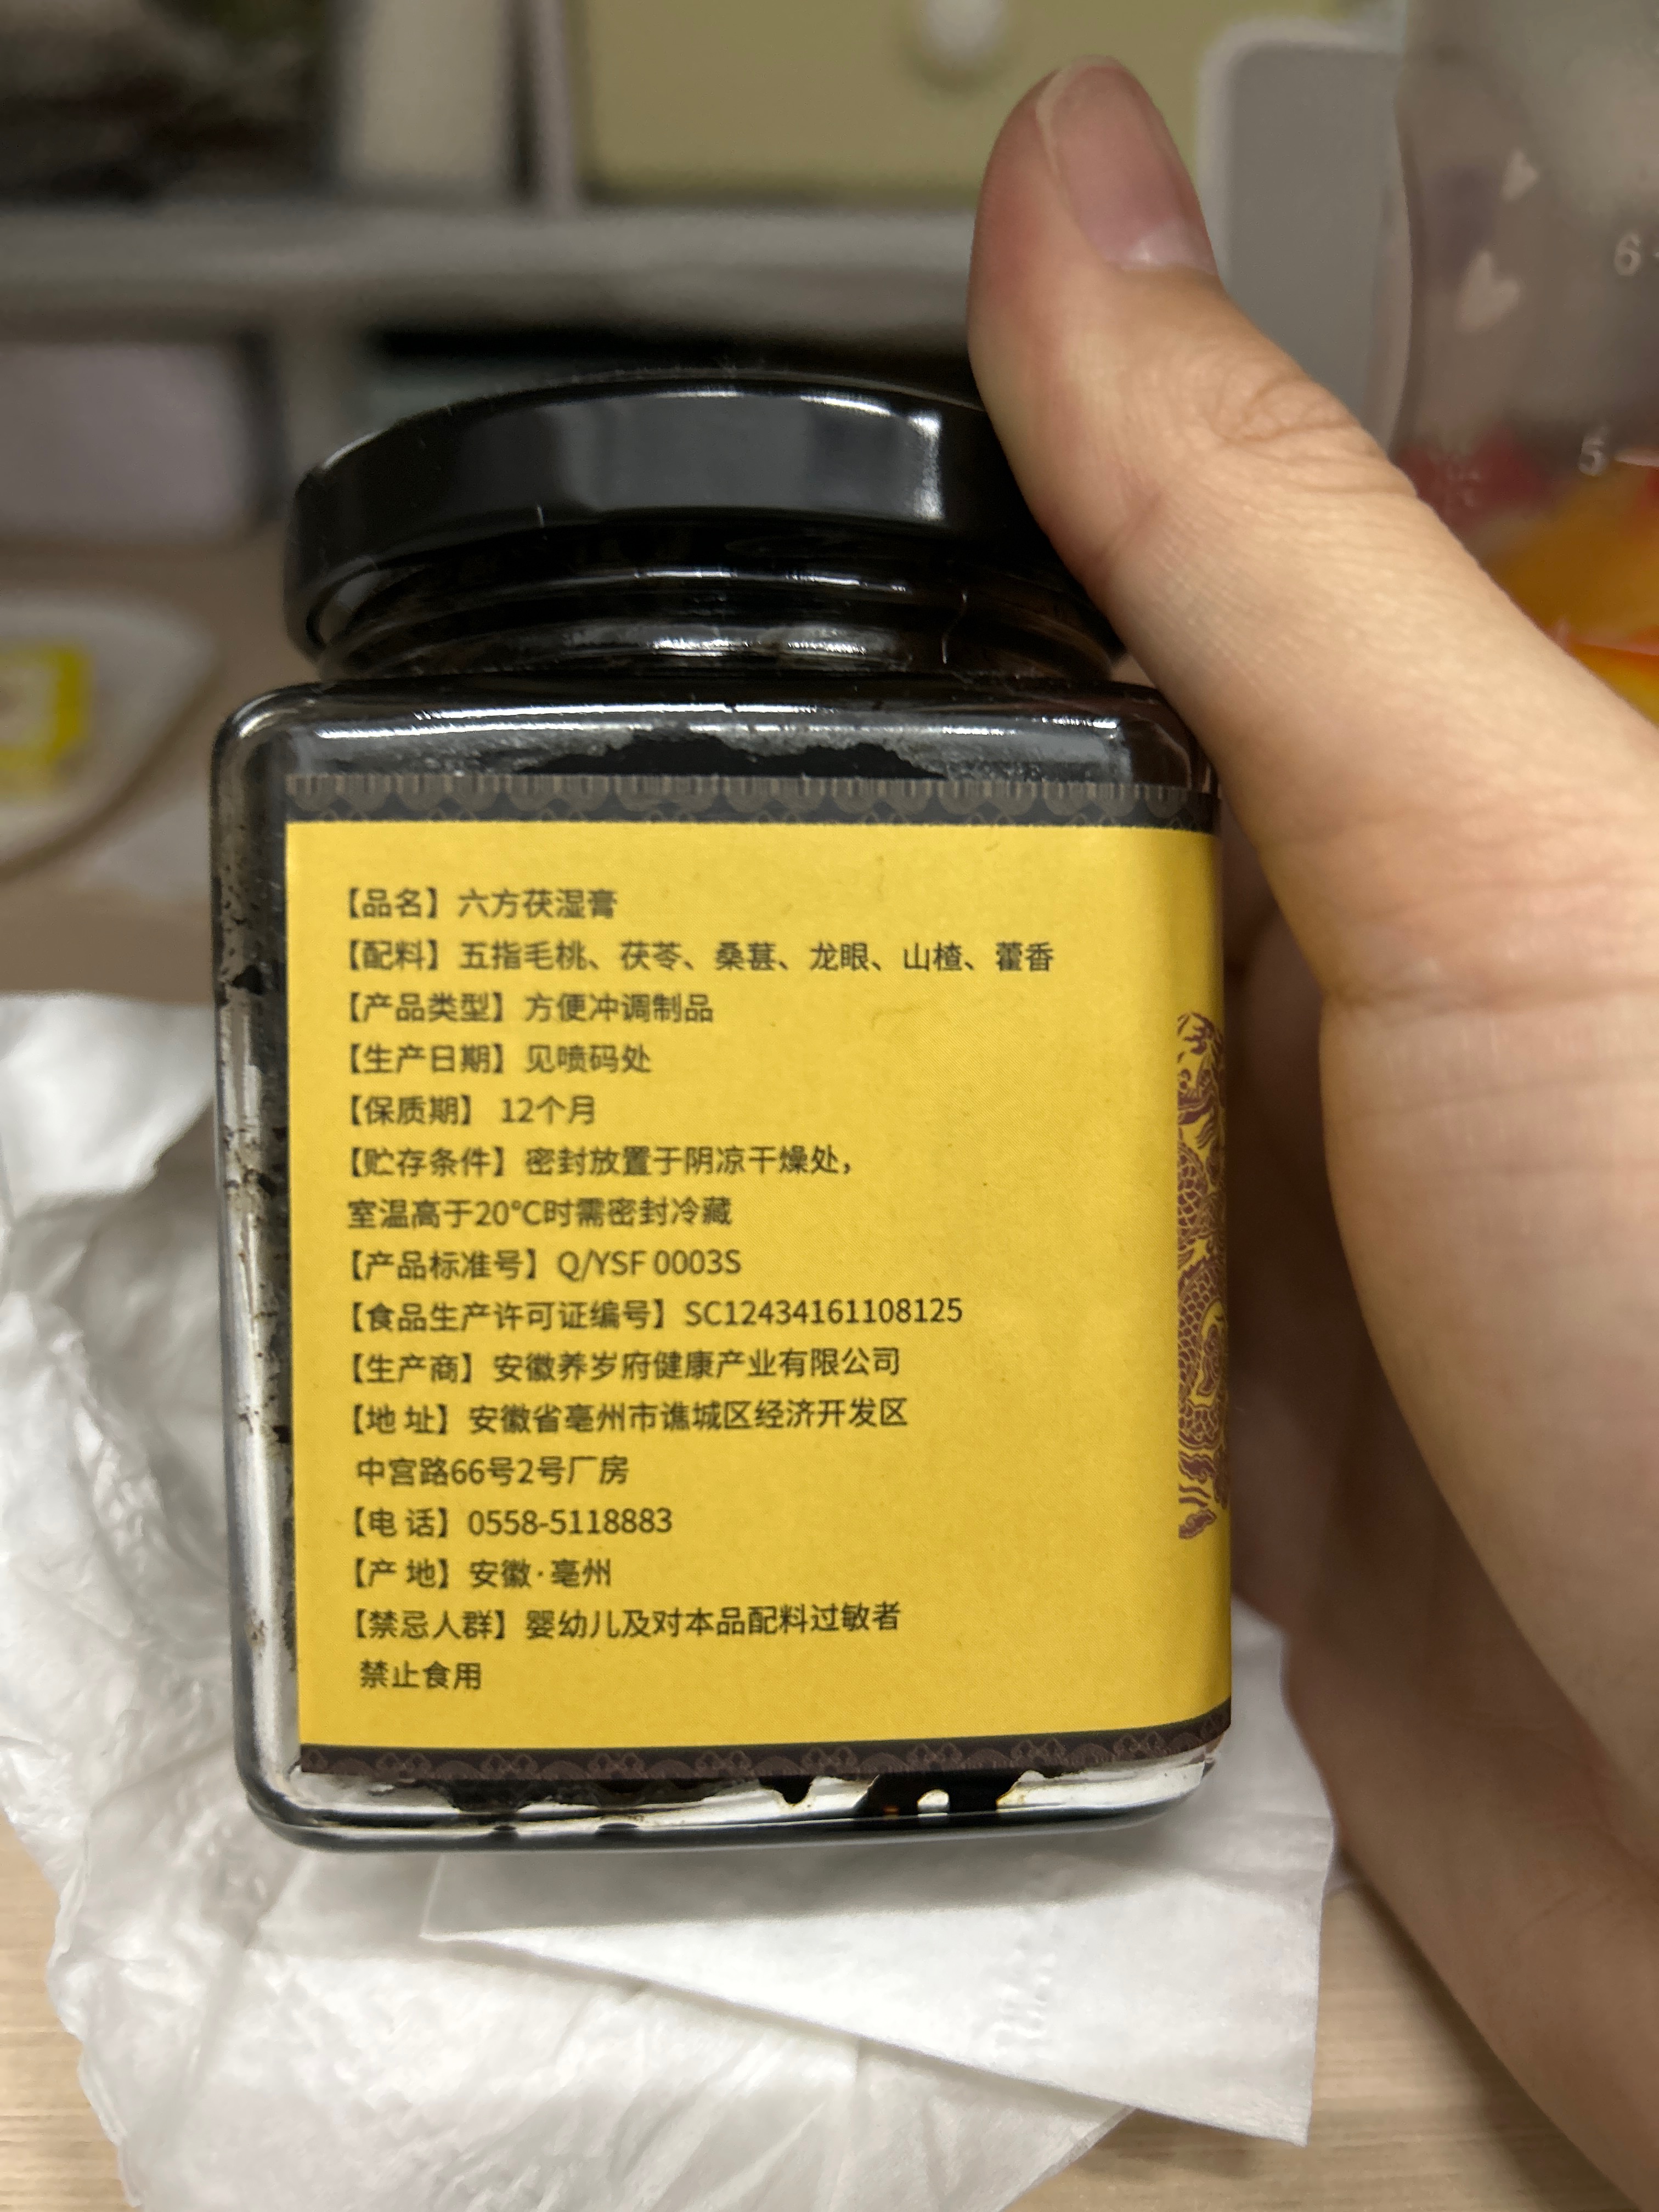 【品名】六方茯湿膏
【配料】五指毛桃、茯苓、桑葚、龙眼、山楂、藿香
【产品类型】方便冲调制品
【生产日期】见喷码处
【保质期】 12个月
【贮存条件】密封放置于阴凉干燥处，
室温高于20℃时需密封冷藏
【产品标准号】Q/YSF 0003S
【食品生产许可证编号】SC12434161108125
【生产商】安徽养岁府健康产业有限公司
【地 址】安徽省亳州市谯城区经济开发区
中宫路66号2号厂房
【电 话】0558-5118883
【产 地】安徽·亳州
【禁忌人群】婴幼儿及对本品配料过敏者
禁止食用
6
5